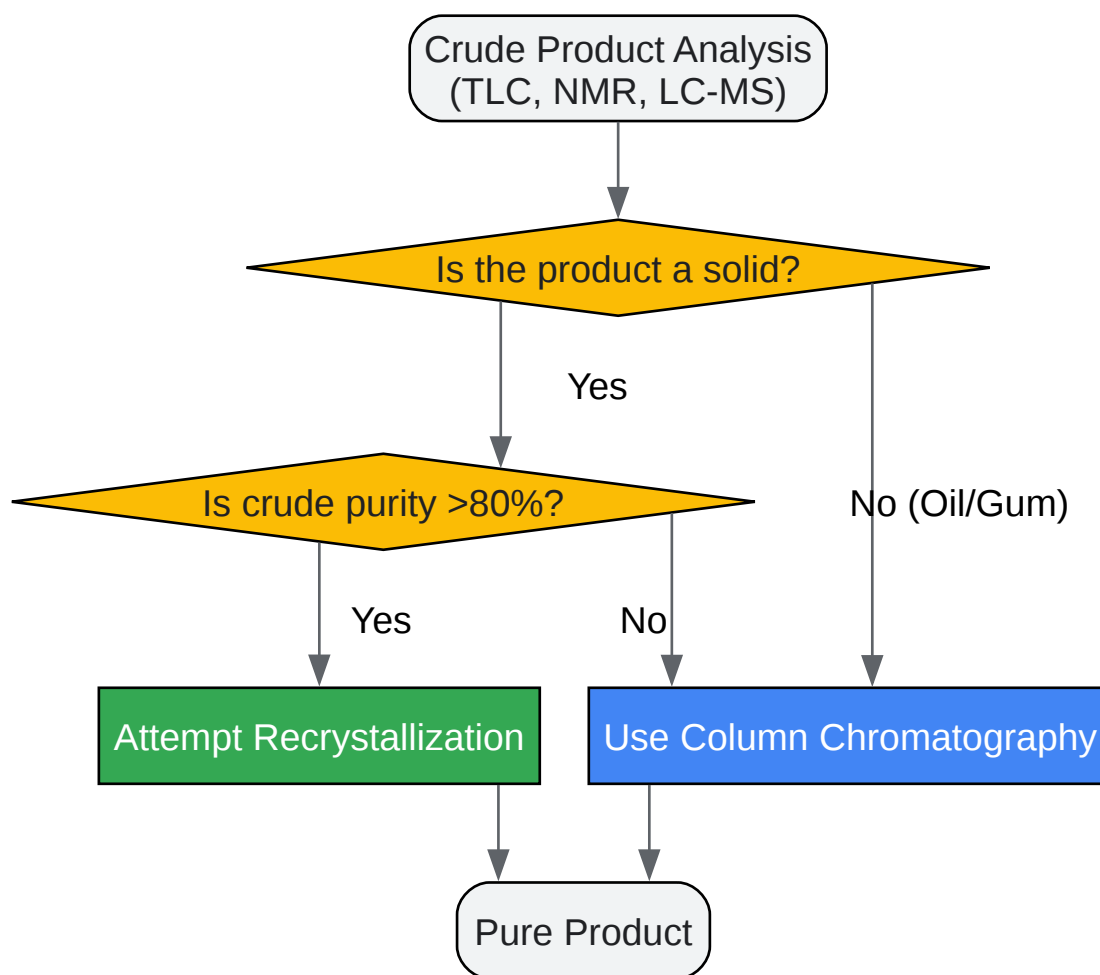 Crude Product Analysis
(TLC, NMR, LC-MS)
Is the product a solid?
Yes
Is crude purity >80%?
No (Oil/Gum)
Yes
No
Attempt Recrystallization
Use Column Chromatography
Pure Product